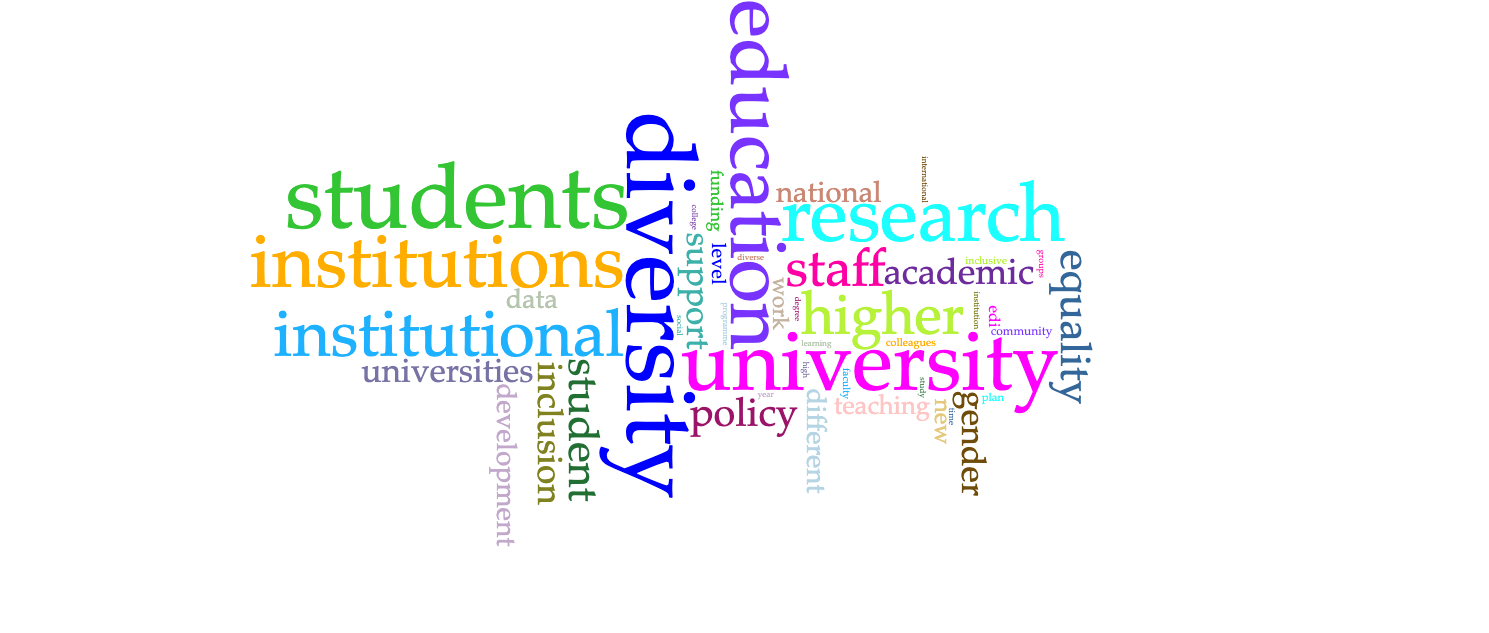 education
diversity
students
institutions
data
institutional
universities
development
inclusion
student
funding
college
support
level
social
programme
diverse
work
national
international
research
staff
academic
inclusive
groups
equality
degree
higher
institution
edi
community
learning
colleagues
university
high
faculty
study
policy
year
different
teaching
new
time
gender
plan